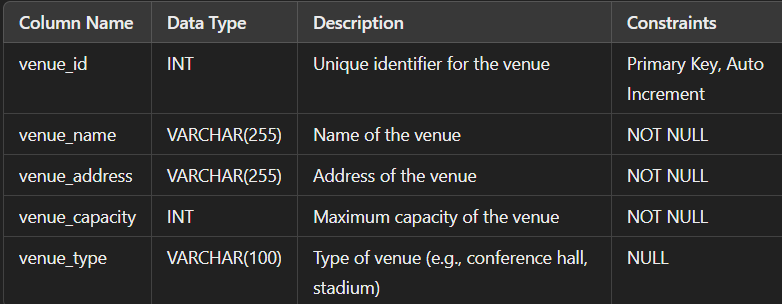 Column Name Data Type Description Constraints
venue_id INT Unique identifier for the venue Primary Key, Auto
Increment
venue_name VARCHAR(255) Name of the venue NOT NULL
venue_address VARCHAR(255) Address of the venue NOT NULL
venue_capacity INT Maximum capacity of the venue NOT NULL
venue_type VARCHAR(100) Type of venue (e.g., conference hall, NULL
stadium)